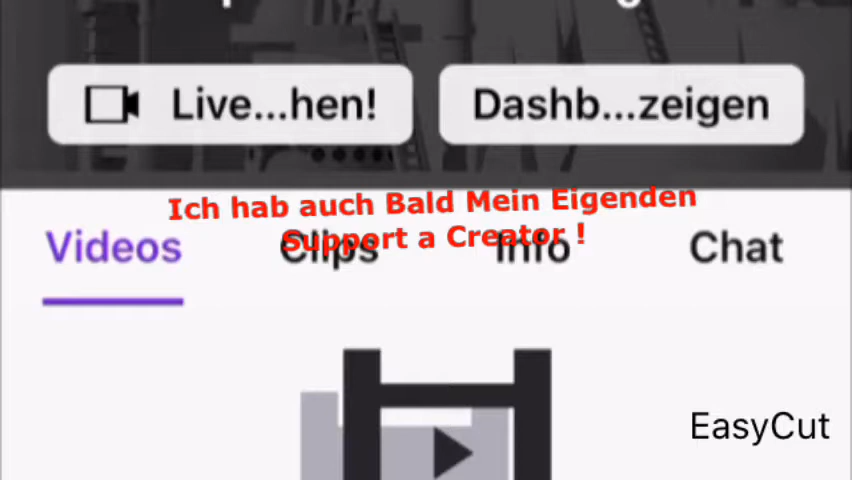 Live...hen!
Dashb...zeigen
Ich hab auch Bald Mein Eigenden
Support a Creator !
Videos
Clips
Info
Chat
EasyCut